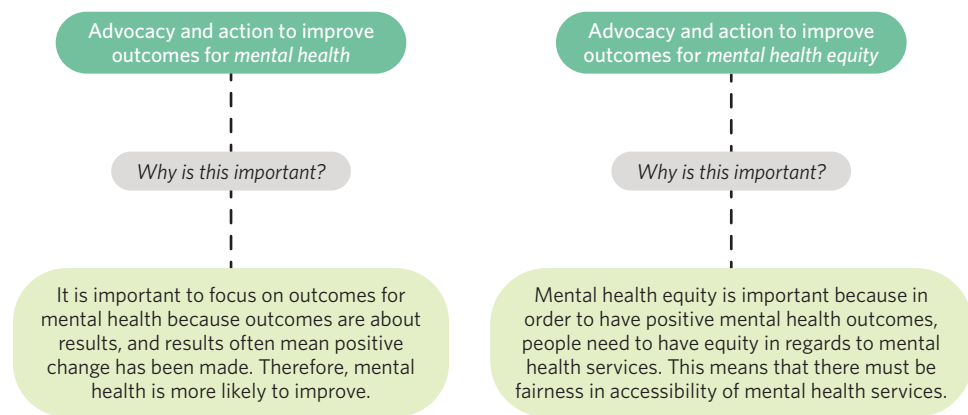 Advocacy and action to improve
outcomes for mental health
Why is this important?
It is important to focus on outcomes for
mental health because outcomes are about
results, and results often mean positive
change has been made. Therefore, mental
health is more likely to improve.
Advocacy and action to improve
outcomes for mental health equity
Why is this important?
Mental health equity is important because in
order to have positive mental health outcomes,
people need to have equity in regards to mental
health services. This means that there must be
fairness in accessibility of mental health services.